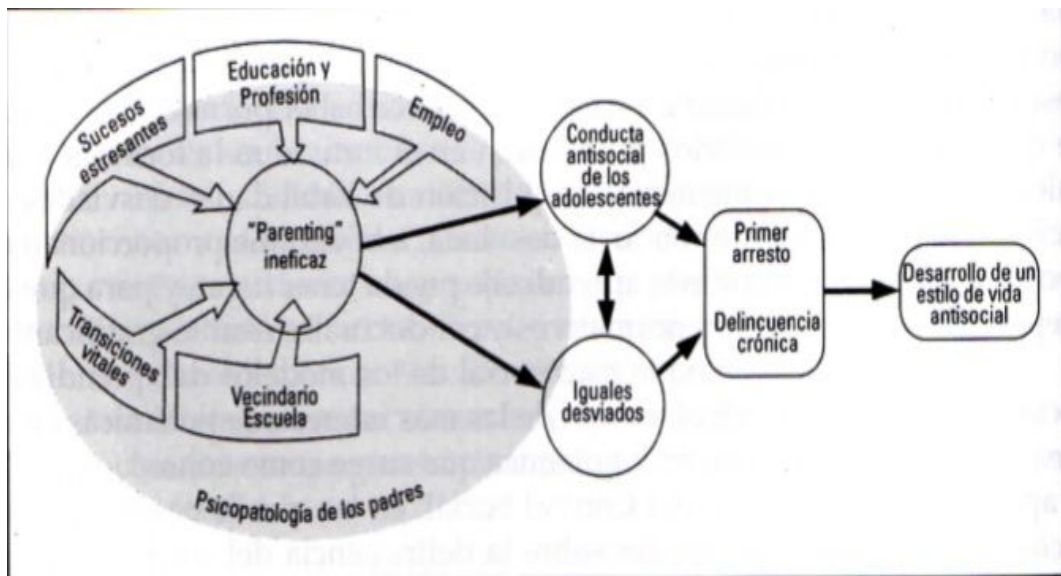 Sucesos
estresantes
Educación y
Profesión
Empleo
"Parenting"
ineficaz
Transiciones
vitales
Vecindario
Escuela
Psicopatología de los padres
Conducta
antisocial
de los
adolescentes
Iguales
desviados
Primer
arresto
Delincuencia
crónica
Desarrollo de un
estilo de vida
antisocial